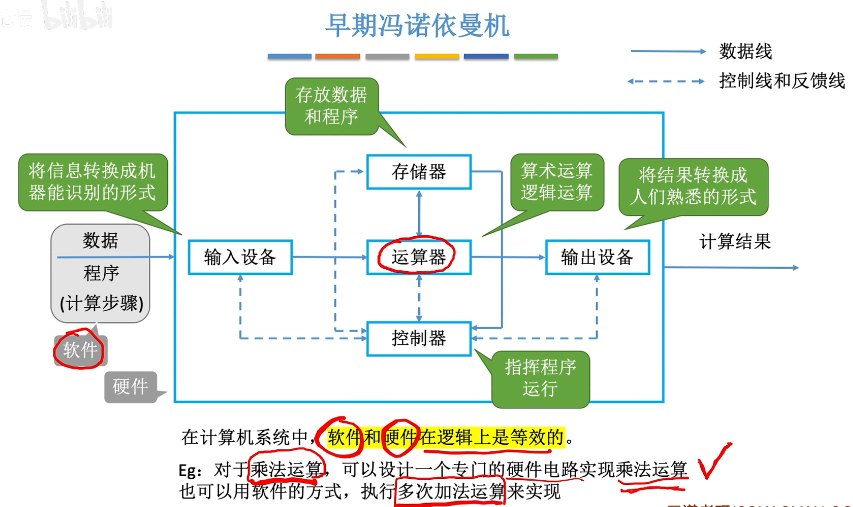 bilibili
早期冯诺依曼机
数据线
控制线和反馈线
存放数据
和程序
将信息转换成机
器能识别的形式
存储器
算术运算
逻辑运算
将结果转换成
人们熟悉的形式
数据
程序
(计算步骤)
输入设备
运算器
输出设备
计算结果
控制器
软件
硬件
指挥程序
运行
在计算机系统中，软件和硬件在逻辑上是等效的。
Eg：对于乘法运算，可以设计一个专门的硬件电路实现乘法运算
也可以用软件的方式，执行多次加法运算来实现